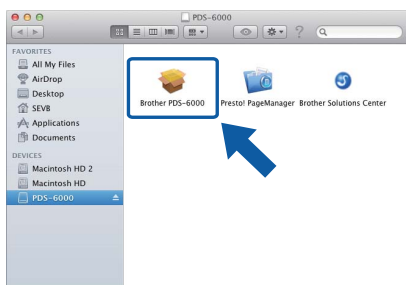 PDS-6000
FAVORITES
All My Files
AirDrop
Desktop
SEVB
Applications
Documents
DEVICES
Macintosh HD 2
Macintosh HD
PDS-6000
Brother PDS-6000
Presto! PageManager
Brother Solutions Center